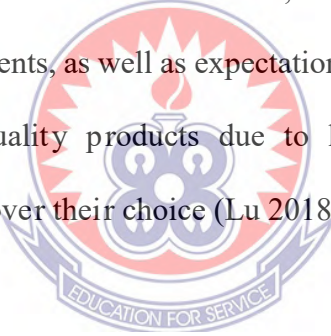 ents, as well as expectation
uality products due to
over their choice (Lu 2018
EDUCATION FOR SERVICE